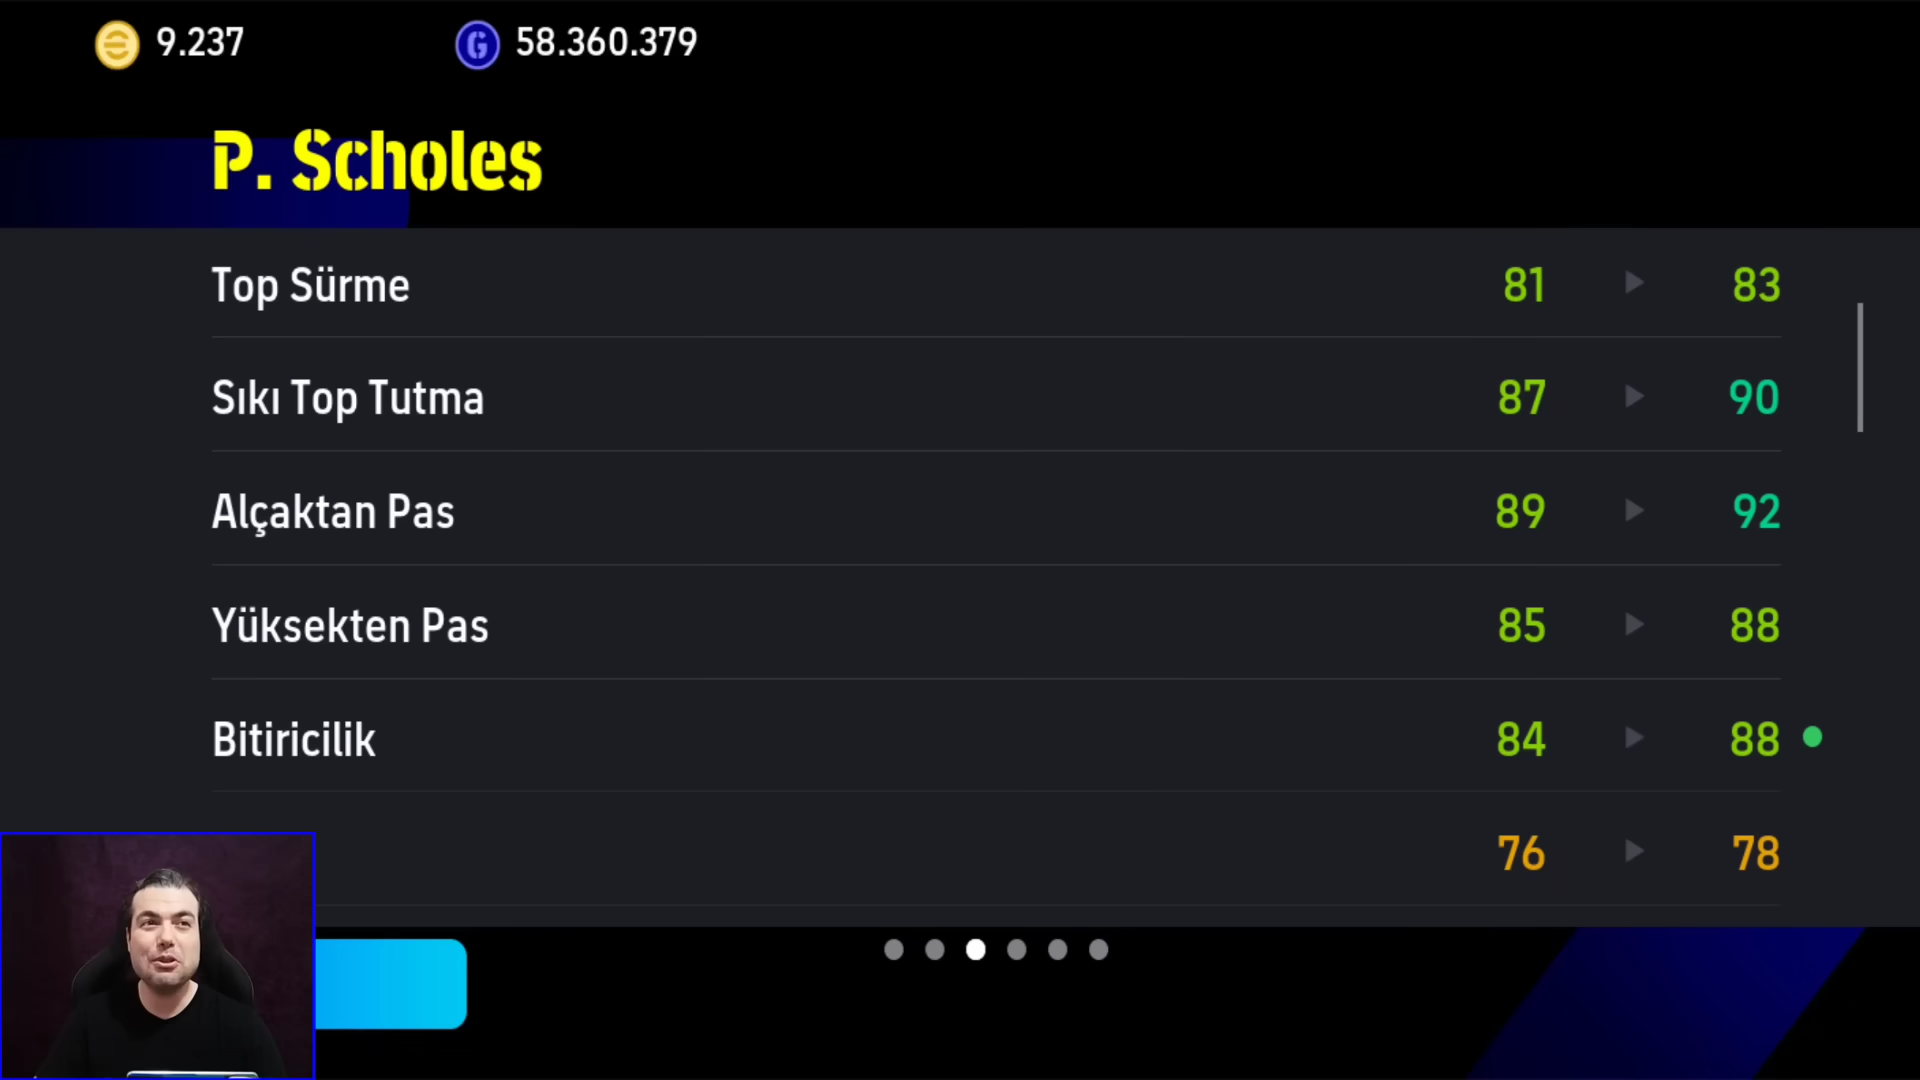 9.237
58.360.379
P. Scholes
Top Sürme 81 83
Sıkı Top Tutma 87 90
Alçaktan Pas 89 92
Yüksekten Pas 85 88
Bitiricilik 84 88
76 78